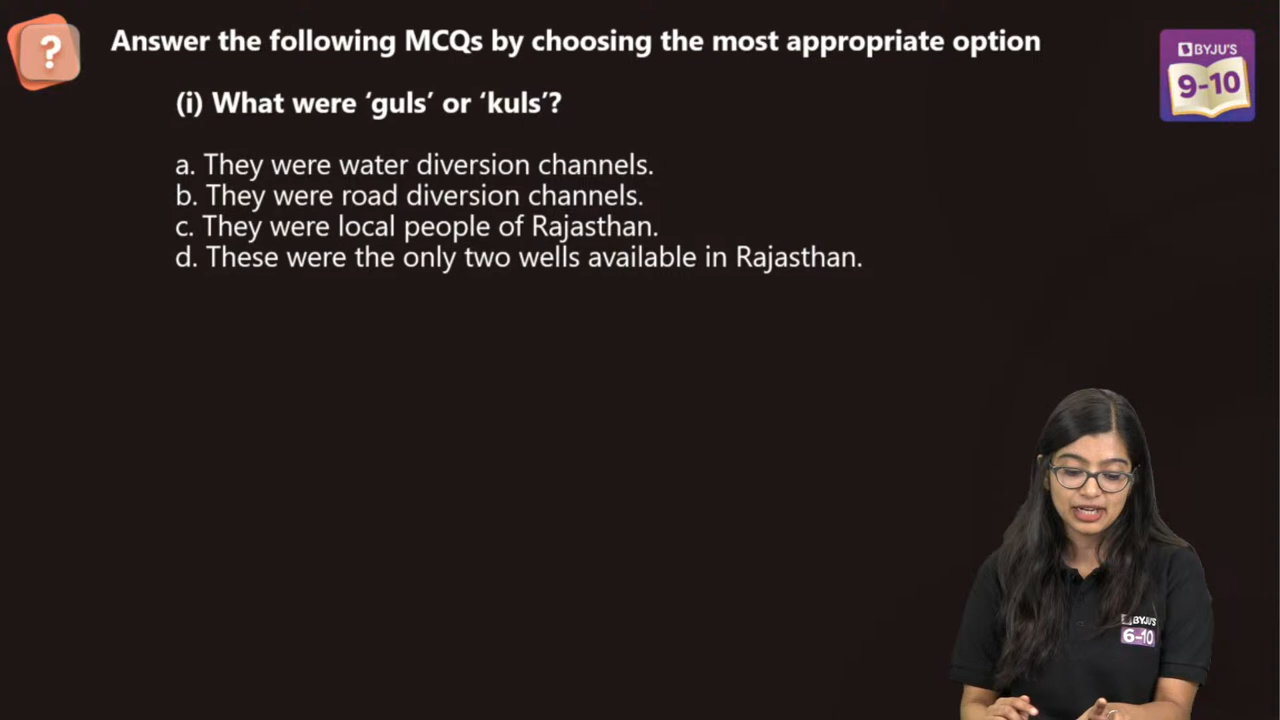 ?
Answer the following MCQs by choosing the most appropriate option
BYJU'S
9-10
(i) What were ‘guls’ or ‘kuls’?
a. They were water diversion channels.
b. They were road diversion channels.
c. They were local people of Rajasthan.
d. These were the only two wells available in Rajasthan.
BYJU'S
6-10